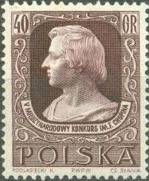 40 GR
V MIĘDZYNARODOWY KONKURS IM. F. CHOPINA
POLSKA
P.W.P.W.